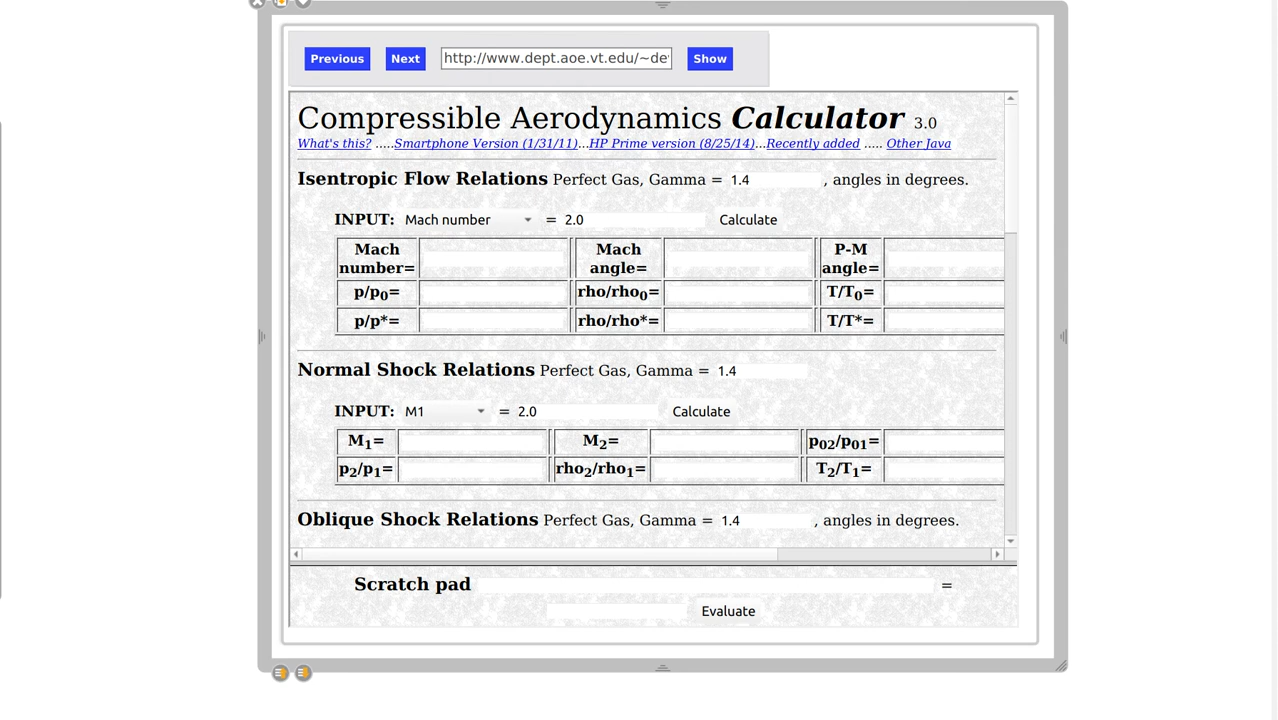 Previous Next http://www.dept.aoe.vt.edu/~de Show
Compressible Aerodynamics Calculator 3.0
What's this? .....Smartphone Version (1/31/11)...HP Prime version (8/25/14)...Recently added ..... Other Java
Isentropic Flow Relations Perfect Gas, Gamma = 1.4 , angles in degrees.
INPUT: Mach number = 2.0 Calculate
Mach number= Mach angle= P-M angle=
p/p0= rho/rho0= T/T0=
p/p*= rho/rho*= T/T*=
Normal Shock Relations Perfect Gas, Gamma = 1.4
INPUT: M1 = 2.0 Calculate
M1= M2= p02/p01=
p2/p1= rho2/rho1= T2/T1=
Oblique Shock Relations Perfect Gas, Gamma = 1.4 , angles in degrees.
Scratch pad =
Evaluate